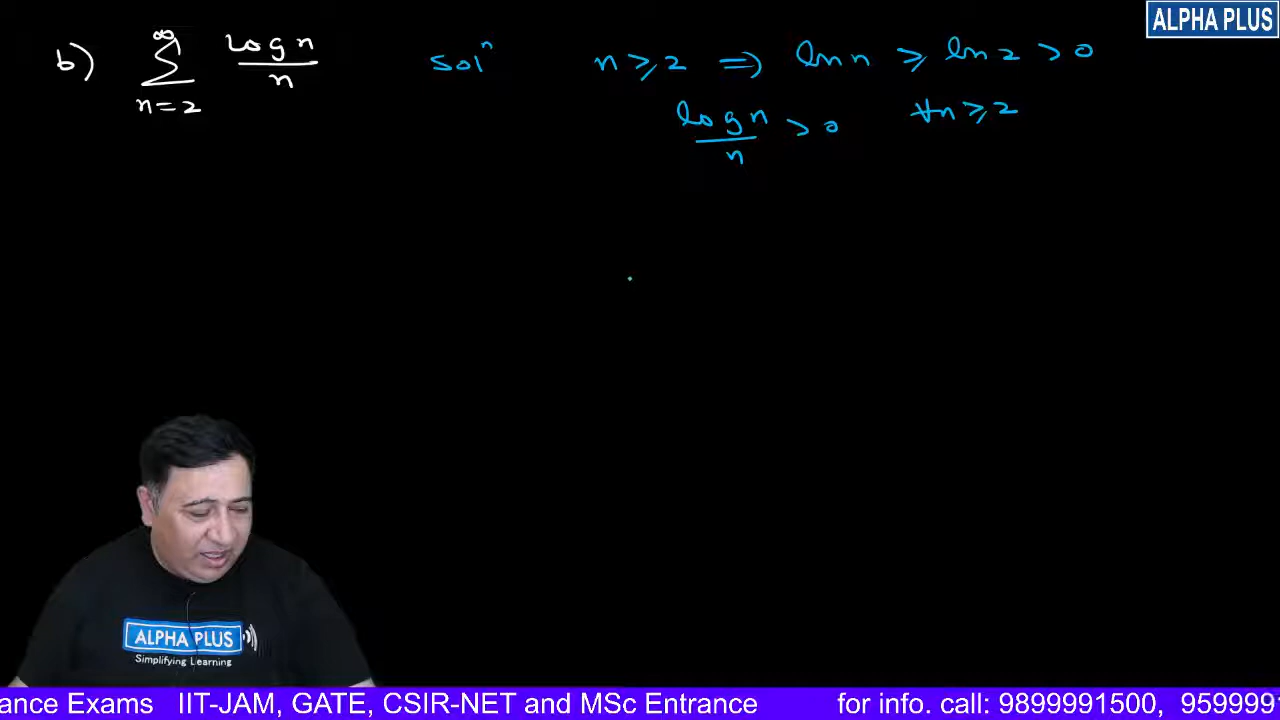 ALPHA PLUS
b) ∞ ∑ n=2 log n / n   solⁿ   n ≥ 2 ⟹ ln n ≥ ln 2 > 0
log n / n > 0   ∀n ≥ 2
ALPHA PLUS
Simplifying Learning
ance Exams IIT-JAM, GATE, CSIR-NET and MSc Entrance for info. call: 9899991500, 959999